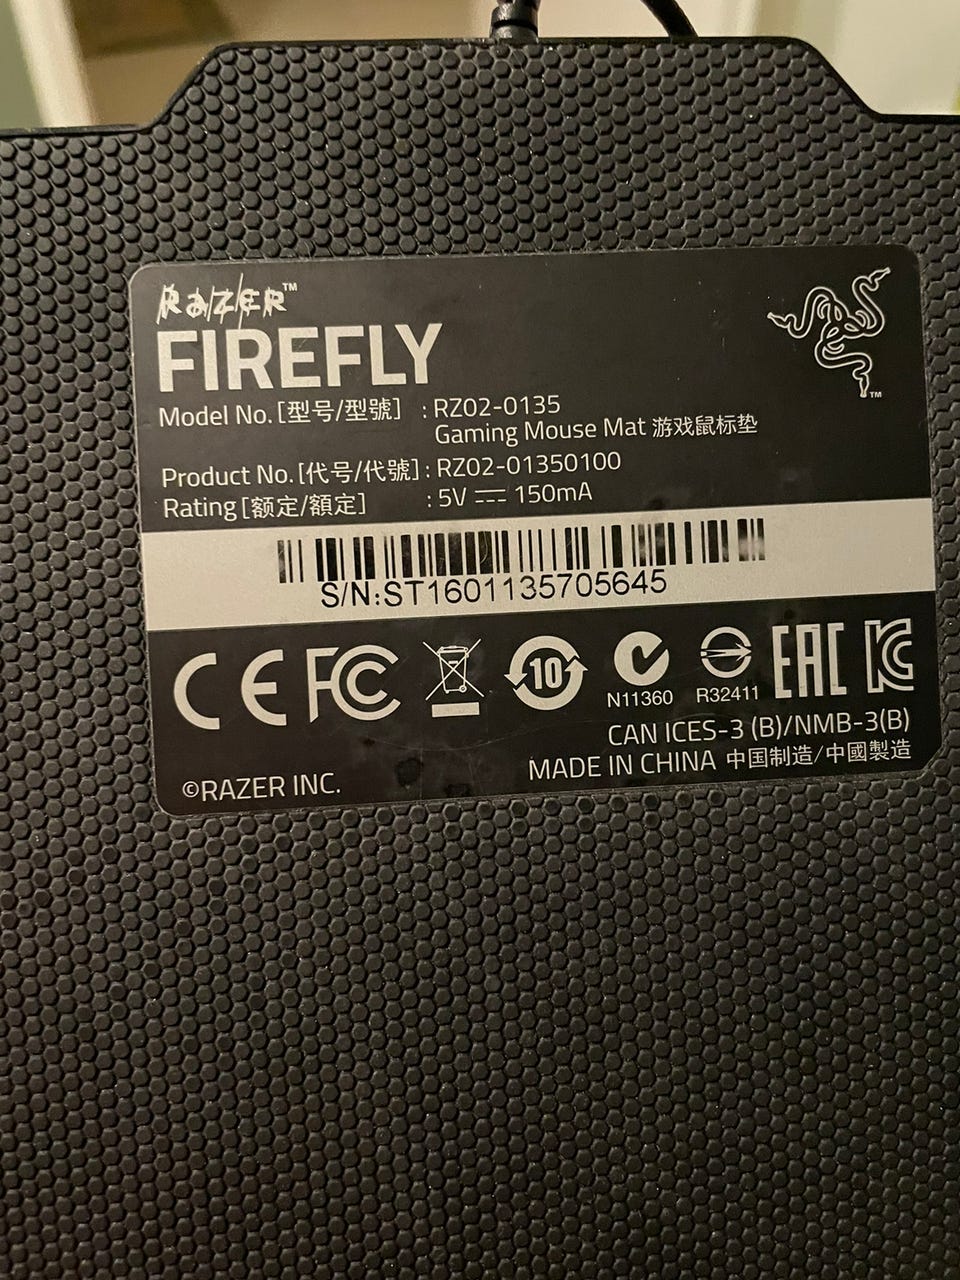 RAZER™
FIREFLY
Model No. [型号/型號] : RZ02-0135
Gaming Mouse Mat 游戏鼠标垫
Product No. [代号/代號] : RZ02-01350100
Rating [额定/額定] : 5V ⎓ 150mA
S/N:ST1601135705645
CE FC 10 N11360 R32411 EAC KC
CAN ICES-3 (B)/NMB-3(B)
MADE IN CHINA 中国制造/中國製造
©RAZER INC.
TM